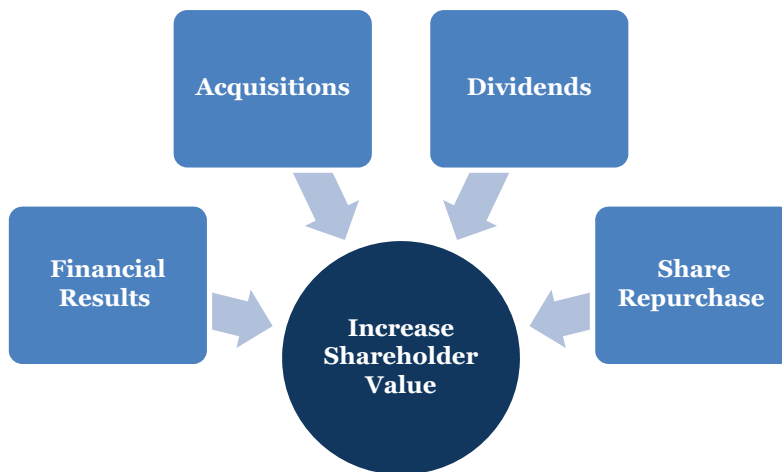 Acquisitions
Dividends
Financial
Results
Share
Repurchase
Increase
Shareholder
Value